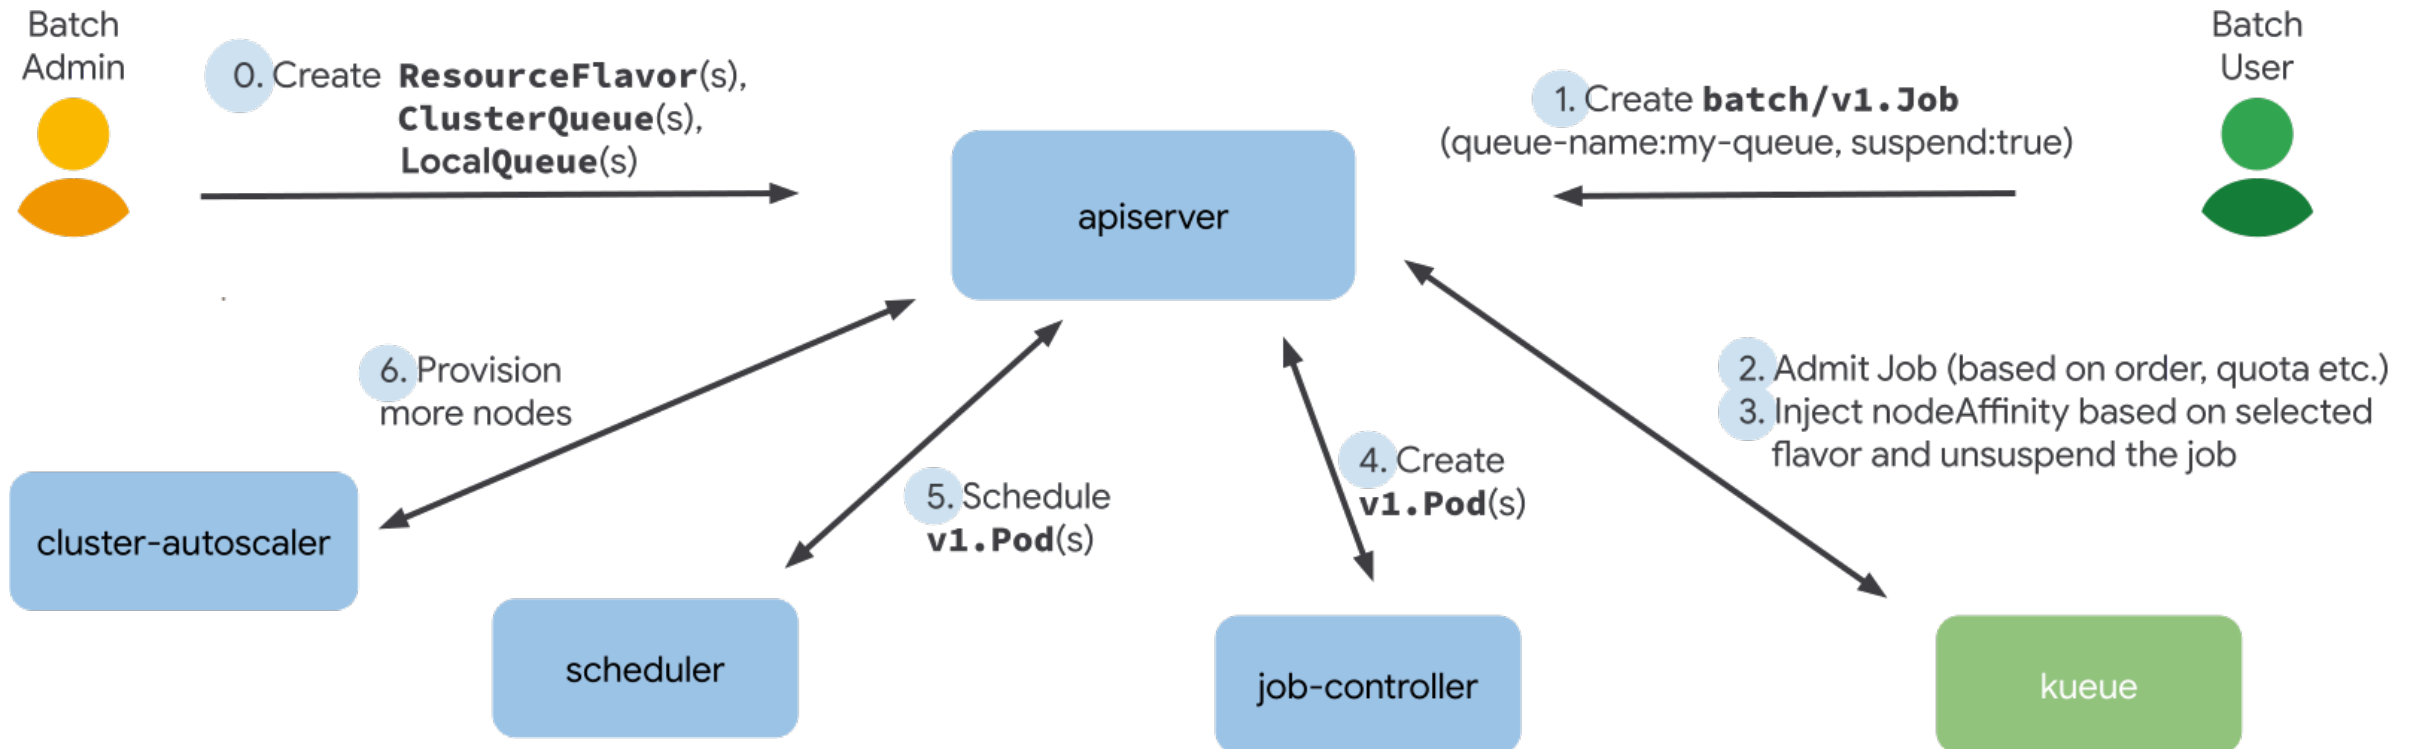 Batch
Admin
0. Create ResourceFlavor(s),
ClusterQueue(s),
LocalQueue(s)
Batch
User
1. Create batch/v1.Job
(queue-name:my-queue, suspend:true)
apiserver
6. Provision
more nodes
5. Schedule
v1.Pod(s)
4. Create
v1.Pod(s)
2. Admit Job (based on order, quota etc.)
3. Inject nodeAffinity based on selected
flavor and unsuspend the job
cluster-autoscaler
scheduler
job-controller
kueue